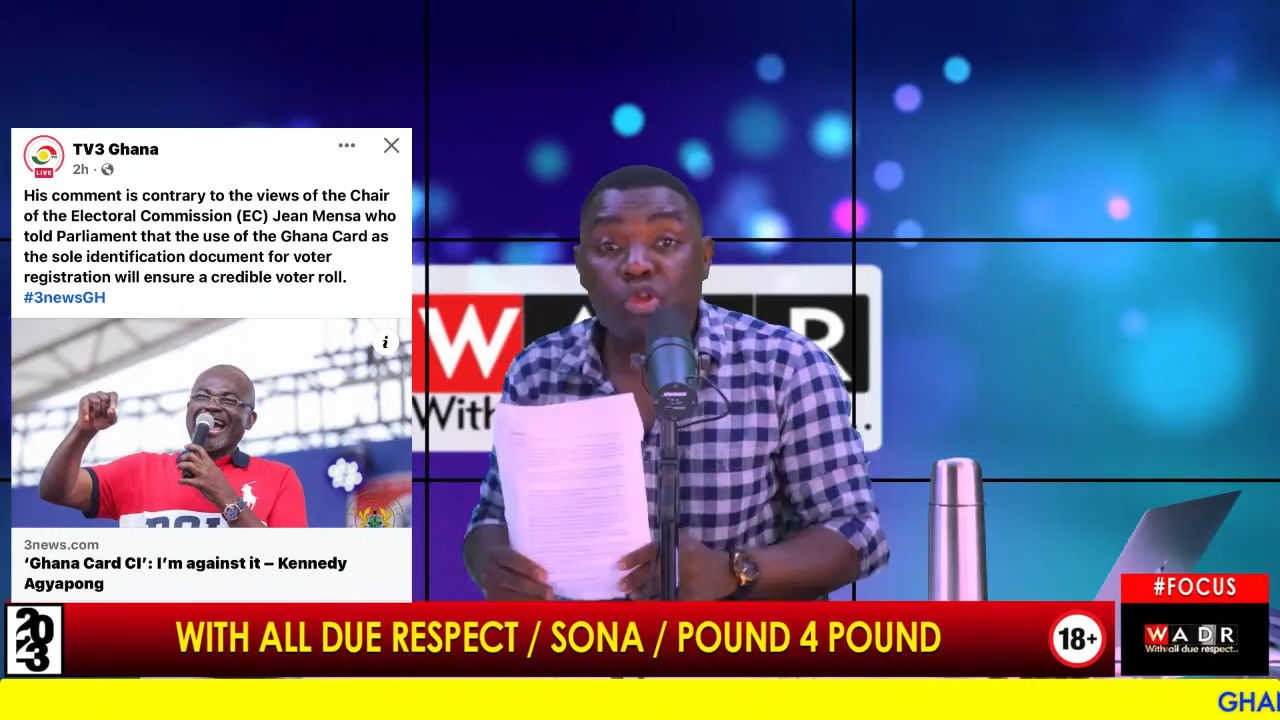 TV3 Ghana
LIVE
2h
His comment is contrary to the views of the Chair
of the Electoral Commission (EC) Jean Mensa who
told Parliament that the use of the Ghana Card as
the sole identification document for voter
registration will ensure a credible voter roll.
#3newsGH
3news.com
‘Ghana Card CI’: I’m against it – Kennedy
Agyapong
W R
With .
#FOCUS
2023
WITH ALL DUE RESPECT / SONA / POUND 4 POUND
18+
WADR
With all due respect..
GHA